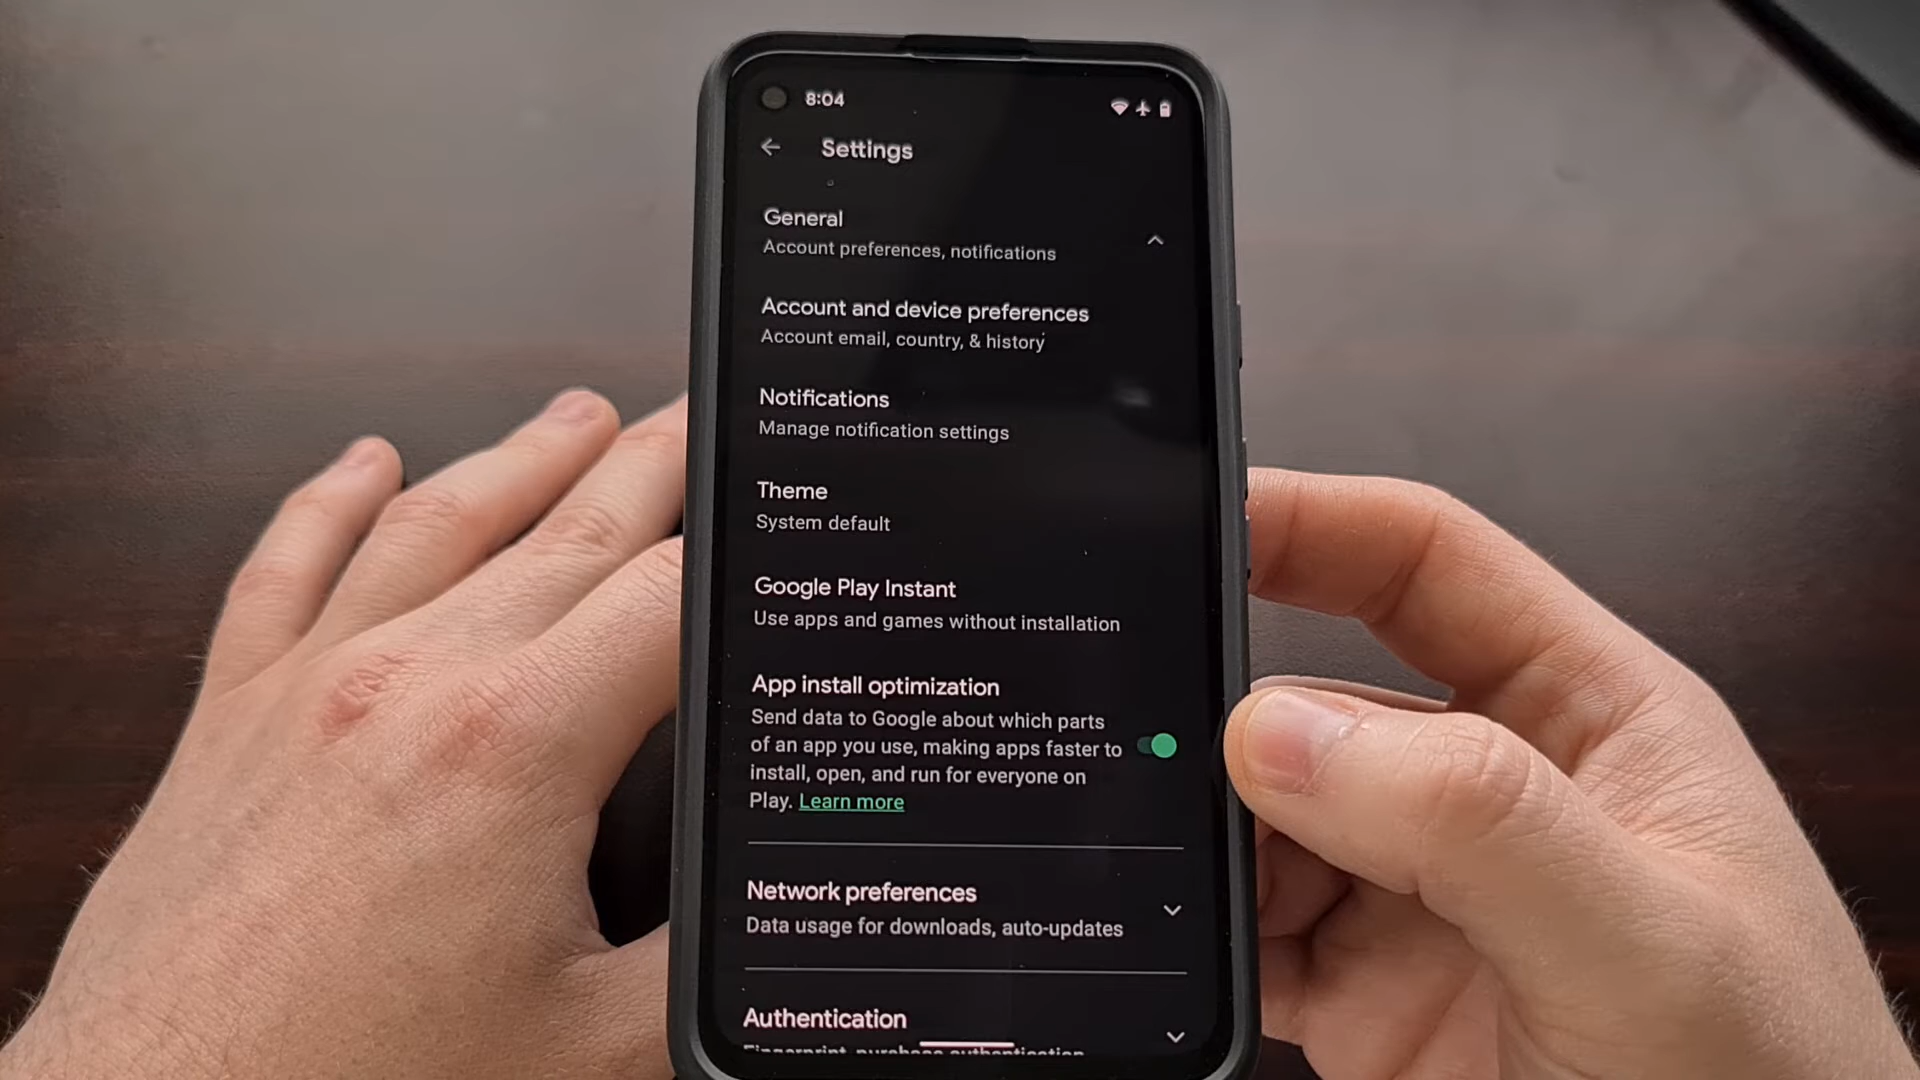 8:04
Settings
General
Account preferences, notifications
Account and device preferences
Account email, country, & history
Notifications
Manage notification settings
Theme
System default
Google Play Instant
Use apps and games without installation
App install optimization
Send data to Google about which parts
of an app you use, making apps faster to
install, open, and run for everyone on
Play. Learn more
Network preferences
Data usage for downloads, auto-updates
Authentication
Fingerprint, purchase authentication